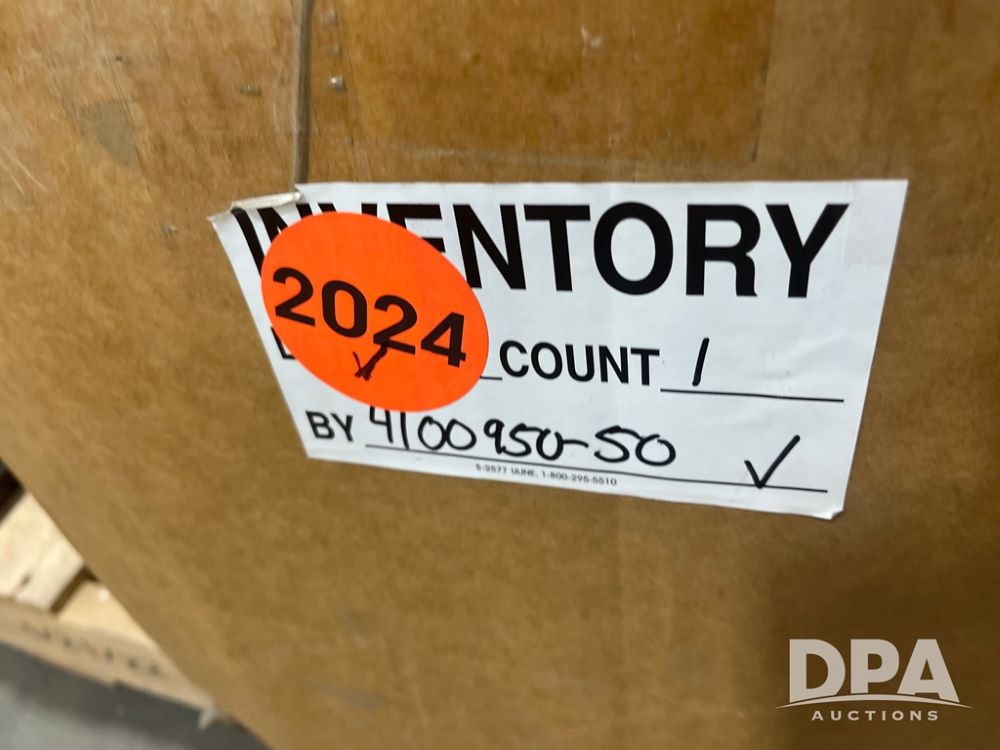 INVENTORY
2024
COUNT 1
BY 4100950-50 ✓
S-2577 ULINE, 1-800-295-5510
DPA
AUCTIONS